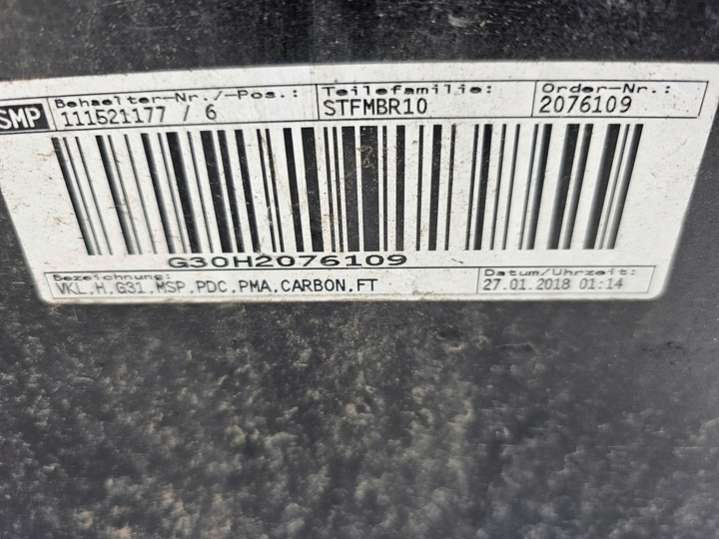 SMP
Behaelter-Nr./-Pos.:
111521177 / 6
Teilefamilie:
STFMBR10
Order-Nr.:
2076109
G30H2076109
Bezeichnung:
VKL.H.G31.MSP.PDC.PMA.CARBON.FT
Datum/Uhrzeit:
27.01.2018 01:14